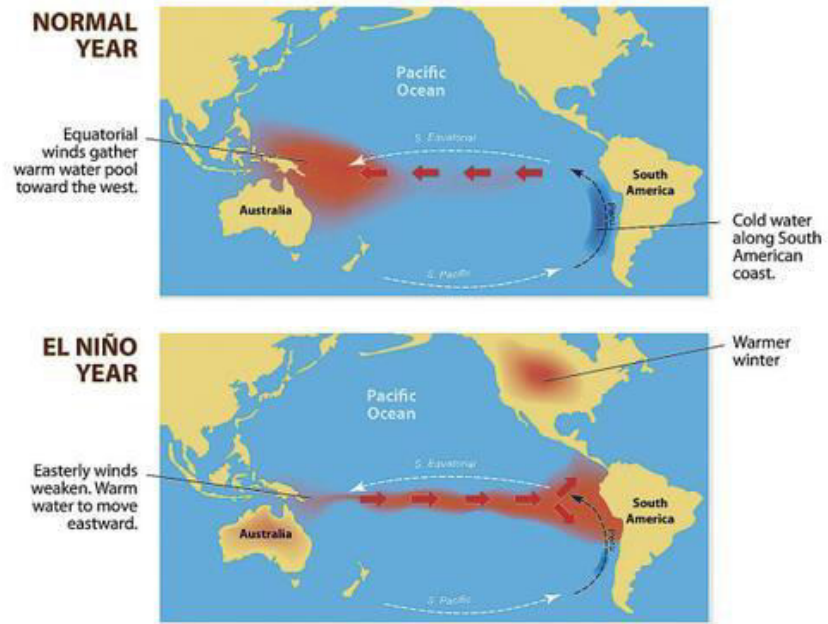 NORMAL
YEAR
Pacific
Ocean
Equatorial
winds gather
warm water pool
toward the west.
S. Equatorial
South
America
Australia
Peru
Cold water
along South
American
coast.
S. Pacific
EL NIÑO
YEAR
Warmer
winter
Pacific
Ocean
Easterly winds
weaken. Warm
water to move
eastward.
S. Equatorial
South
America
Australia
Peru
S. Pacific